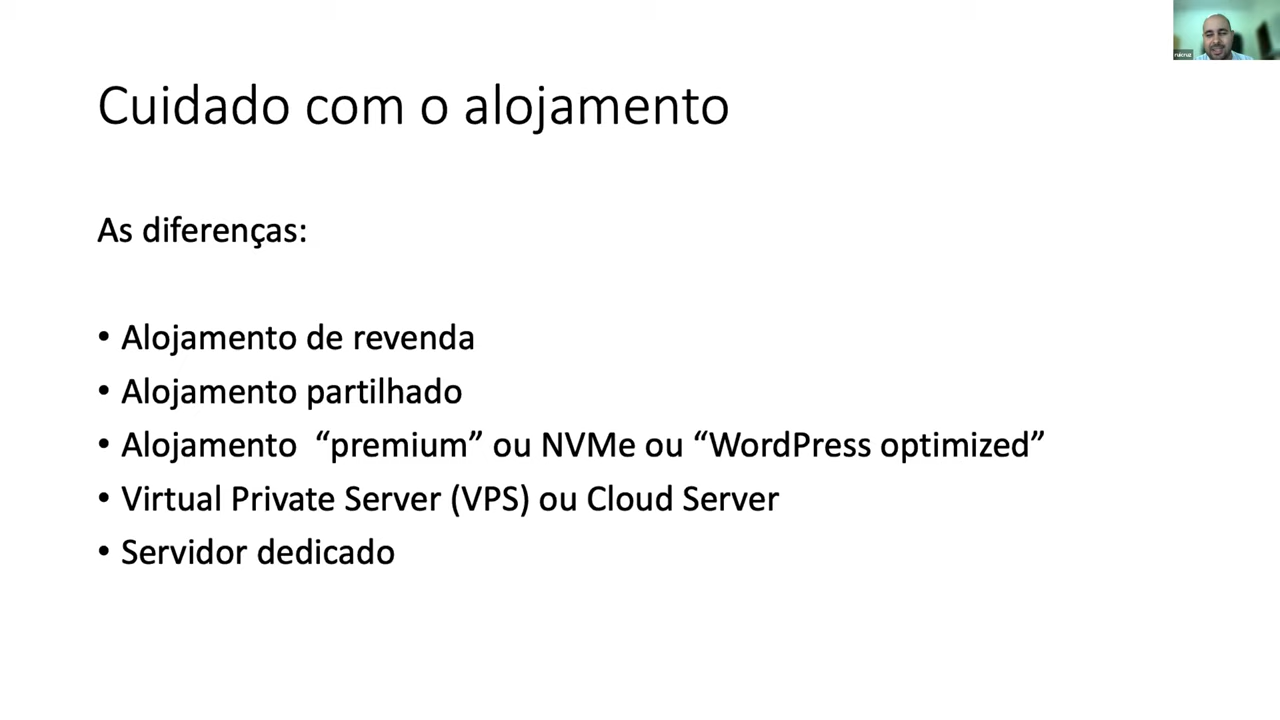 Cuidado com o alojamento
As diferenças:
• Alojamento de revenda
• Alojamento partilhado
• Alojamento “premium” ou NVMe ou “WordPress optimized”
• Virtual Private Server (VPS) ou Cloud Server
• Servidor dedicado